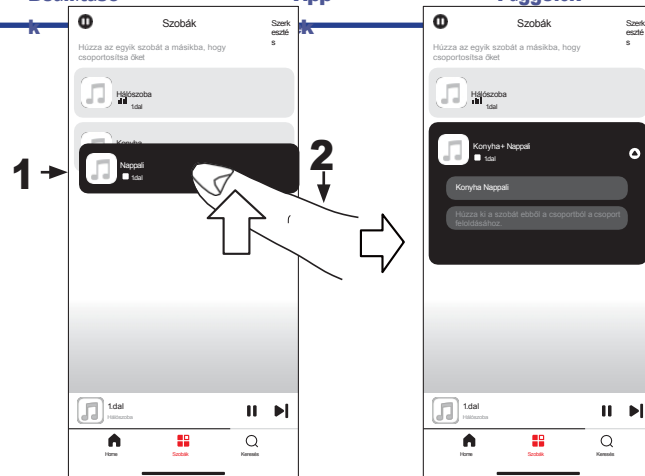 Szobák
Szerk
eszté
s
Húzza az egyik szobát a másikba, hogy
csoportosítsa őket
Hálószoba
1.dal
Nappali
1.dal
1
2
1.dal
Hálószoba
Home
Szobák
Keresés
Szobák
Szerk
eszté
s
Húzza az egyik szobát a másikba, hogy
csoportosítsa őket
Hálószoba
1.dal
Konyha+ Nappali
1.dal
Konyha Nappali
Húzza ki a szobát ebből a csoportból a csoport
feloldásához.
1.dal
Hálószoba
Home
Szobák
Keresés